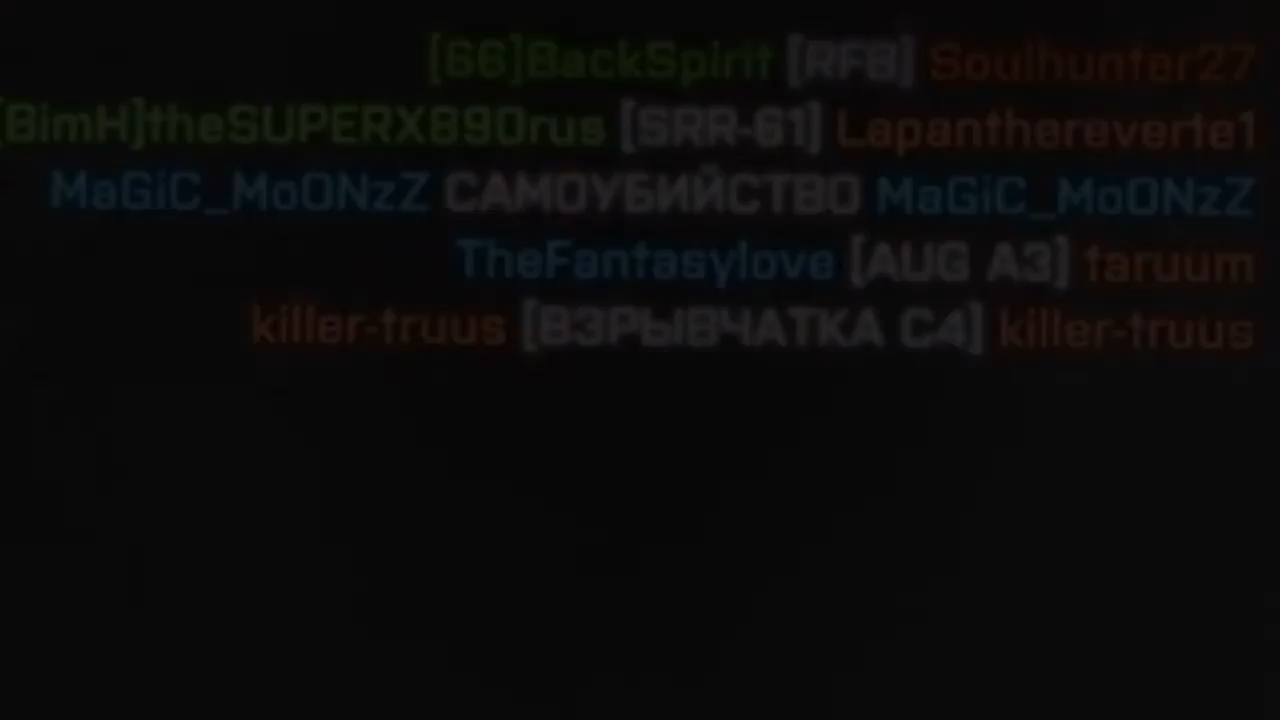 [66]BackSpirit [RFB] Soulhunter27
[BimH]theSUPERX890rus [SRR-61] Lapanthereverte1
MaGiC_MoONzZ САМОУБИЙСТВО MaGiC_MoONzZ
TheFantasylove [AUG A3] taruum
killer-truus [ВЗРЫВЧАТКА C4] killer-truus